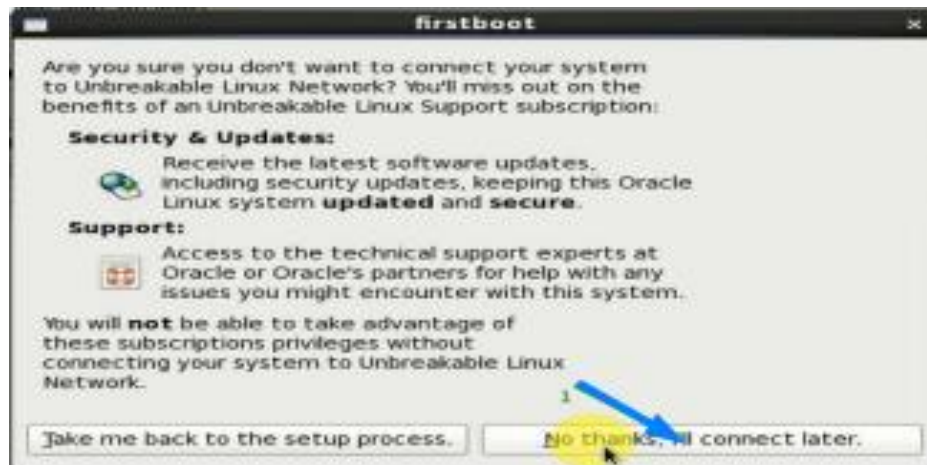 firstboot
Are you sure you don't want to connect your system
to Unbreakable Linux Network? You'll miss out on the
benefits of an Unbreakable Linux Support subscription:
Security & Updates:
Receive the latest software updates,
including security updates, keeping this Oracle
Linux system updated and secure.
Support:
Access to the technical support experts at
Oracle or Oracle's partners for help with any
issues you might encounter with this system.
You will not be able to take advantage of
these subscriptions privileges without
connecting your system to Unbreakable Linux
Network.
1
Take me back to the setup process.
No thanks, I'll connect later.